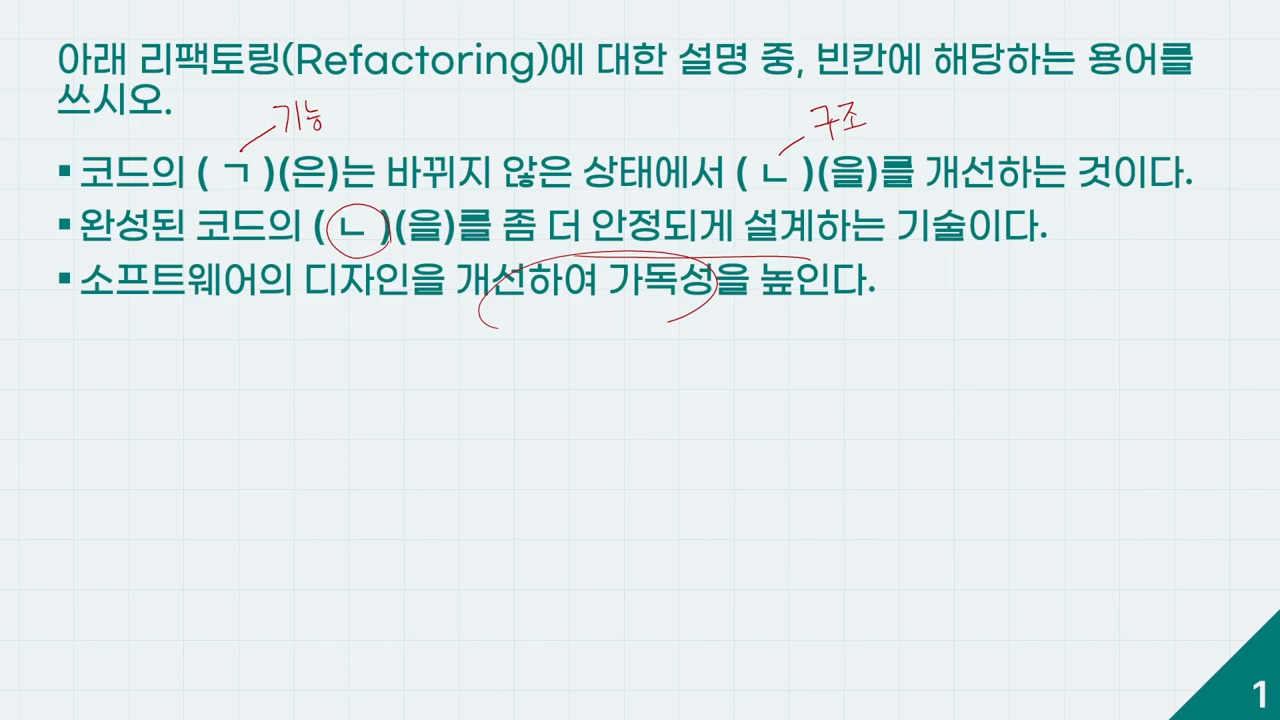 아래 리팩토링(Refactoring)에 대한 설명 중, 빈칸에 해당하는 용어를
쓰시오.
기능
구조
▪ 코드의 ( ㄱ )(은)는 바뀌지 않은 상태에서 ( ㄴ )(을)를 개선하는 것이다.
▪ 완성된 코드의 ( ㄴ )(을)를 좀 더 안정되게 설계하는 기술이다.
▪ 소프트웨어의 디자인을 개선하여 가독성을 높인다.
1